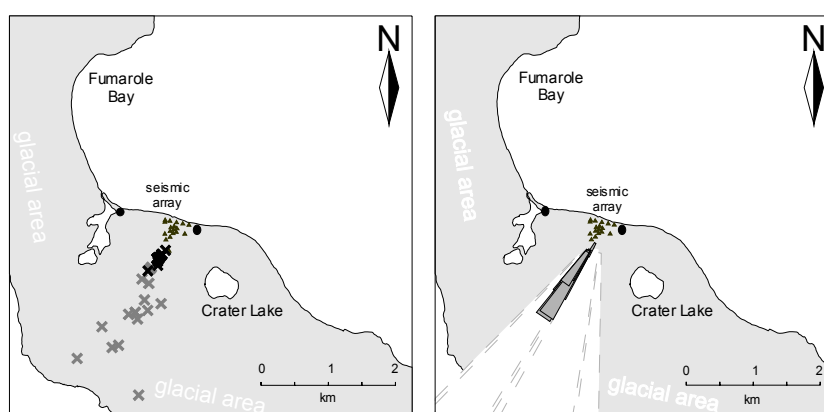 N
Fumarole
Bay
glacial area
seismic
array
Crater Lake
glacial area
0 1 2
km
N
Fumarole
Bay
glacial area
seismic
array
Crater Lake
glacial area
0 1 2
km